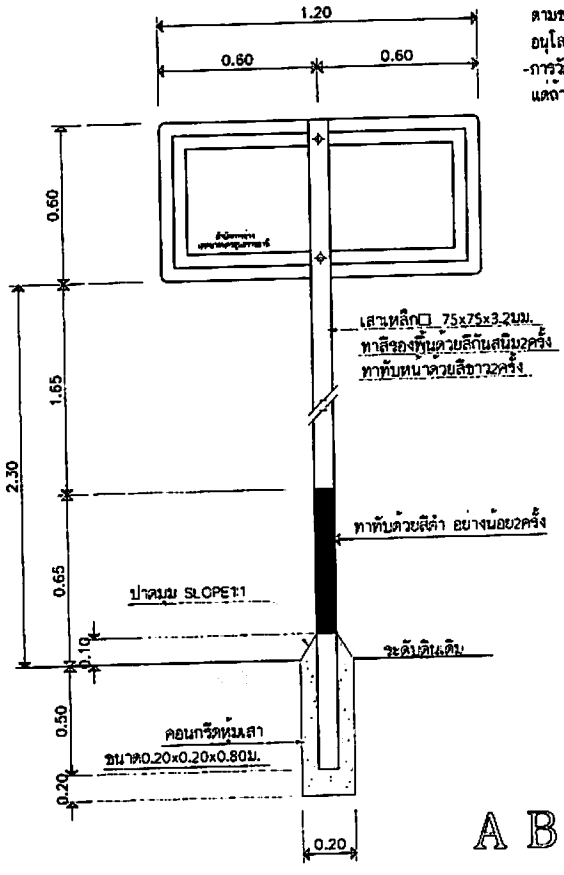 1.20
0.60
0.60
0.60
1.65
2.30
0.65
0.10
0.50
0.20
0.20
เสาเหล็ก□ 75x75x3.2มม.
ทาสีรองพื้นด้วยสีกันสนิม2ครั้ง
ทาทับหน้าด้วยสีขาว2ครั้ง
ทาทับด้วยสีดำ อย่างน้อย2ครั้ง
ปาดมุม SLOPE1:1
ระดับดินเดิม
คอนกรีตหุ้มเสา
ขนาด0.20x0.20x0.80ม.
A B